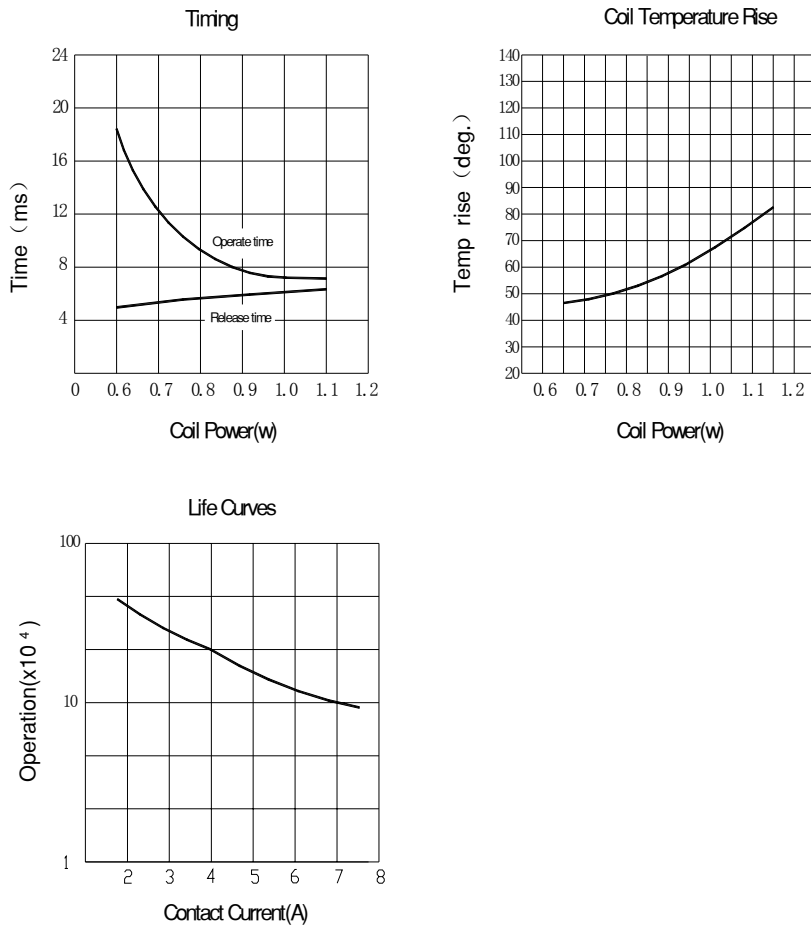 Timing
24
20
16
12
8
4
Time（ms）
Operate time
Release time
0 0.6 0.7 0.8 0.9 1.0 1.1 1.2
Coil Power(w)
Coil Temperature Rise
140
130
120
110
100
90
80
70
60
50
40
30
20
Temp rise（deg.）
0.6 0.7 0.8 0.9 1.0 1.1 1.2
Coil Power(w)
Life Curves
100
10
1
Operation(x10⁴)
2 3 4 5 6 7 8
Contact Current(A)